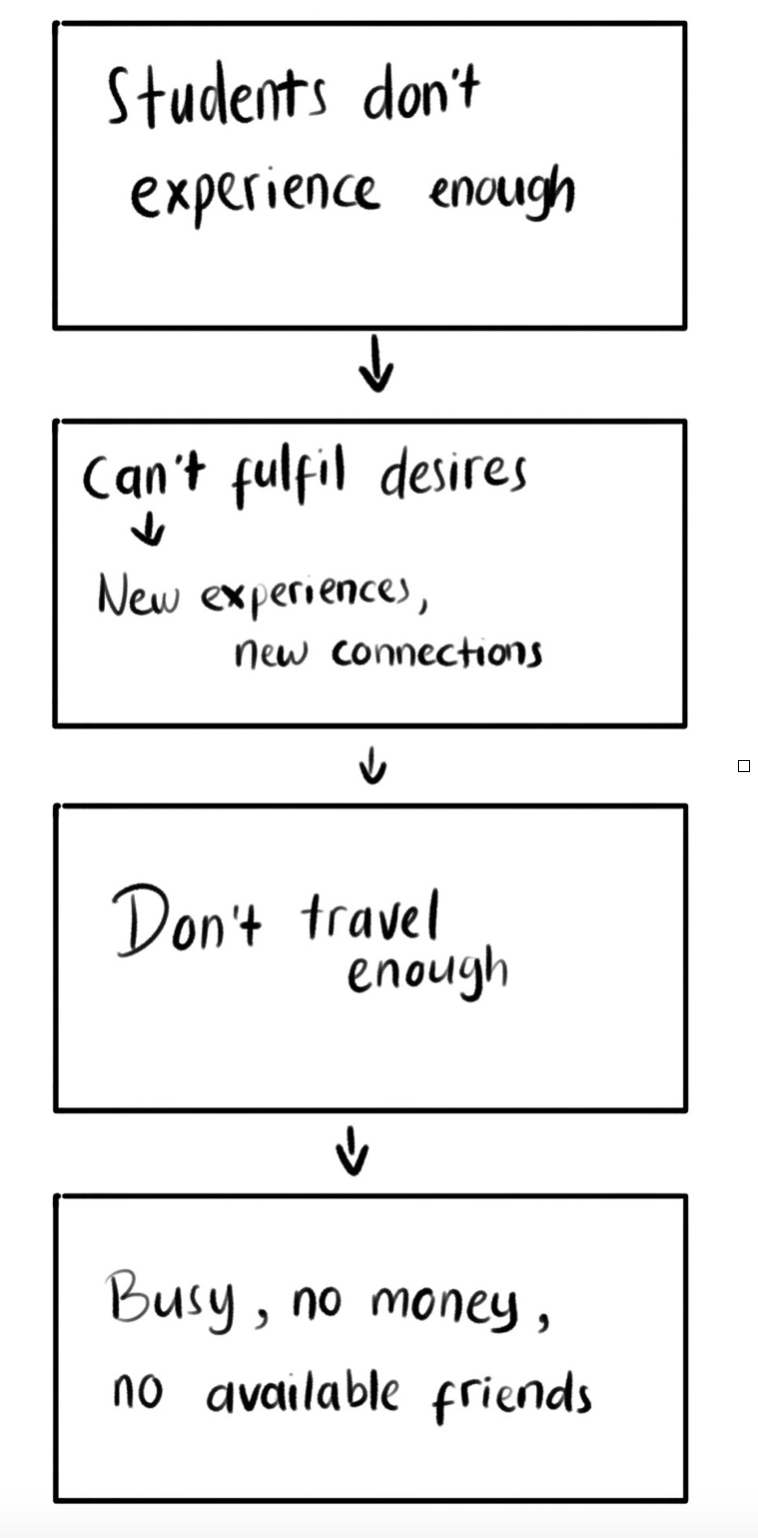 Students don't
experience enough
Can't fulfil desires
New experiences,
new connections
Don't travel
enough
Busy, no money,
no available friends